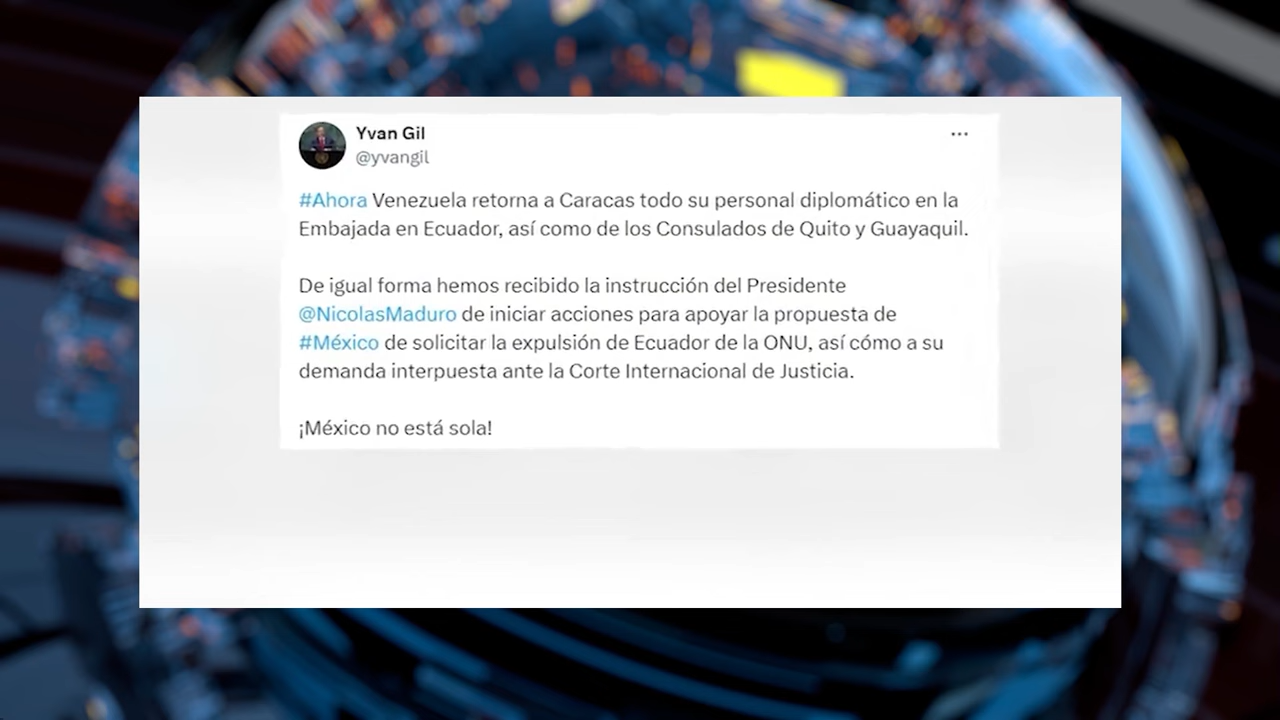 Yvan Gil
@yvangil
#Ahora Venezuela retorna a Caracas todo su personal diplomático en la
Embajada en Ecuador, así como de los Consulados de Quito y Guayaquil.
De igual forma hemos recibido la instrucción del Presidente
@NicolasMaduro de iniciar acciones para apoyar la propuesta de
#México de solicitar la expulsión de Ecuador de la ONU, así cómo a su
demanda interpuesta ante la Corte Internacional de Justicia.
¡México no está sola!